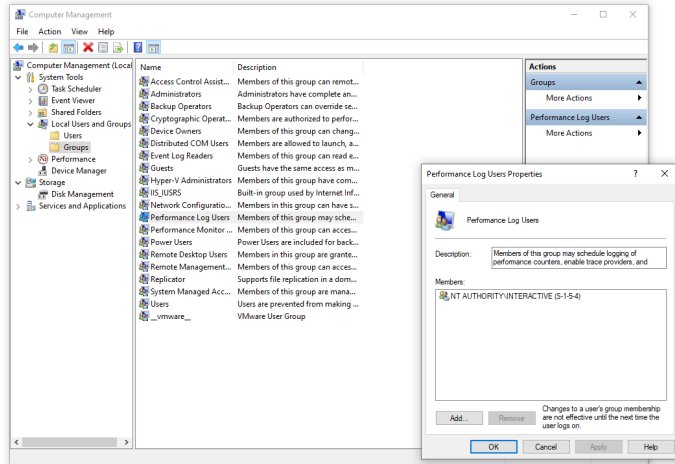 Computer Management
File Action View Help
Computer Management (Local
System Tools
Task Scheduler
Event Viewer
Shared Folders
Local Users and Groups
Users
Groups
Performance
Device Manager
Storage
Disk Management
Services and Applications
Name Description
Access Control Assist... Members of this group can remot...
Administrators Administrators have complete an...
Backup Operators Backup Operators can override se...
Cryptographic Operat... Members are authorized to perfor...
Device Owners Members of this group can chang...
Distributed COM Users Members are allowed to launch, a...
Event Log Readers Members of this group can read e...
Guests Guests have the same access as m...
Hyper-V Administrators Members of this group have com...
IIS_IUSRS Built-in group used by Internet Inf...
Network Configuratio... Members in this group can have s...
Performance Log Users Members of this group may sche...
Performance Monitor ... Members of this group can acces...
Power Users Power Users are included for back...
Remote Desktop Users Members in this group are grante...
Remote Management... Members of this group can acces...
Replicator Supports file replication in a dom...
System Managed Acc... Members of this group are mana...
Users Users are prevented from making ...
__vmware__ VMware User Group
Actions
Groups
More Actions
Performance Log Users
More Actions
Performance Log Users Properties
General
Performance Log Users
Description: Members of this group may schedule logging of
performance counters, enable trace providers, and
Members:
NT AUTHORITY\INTERACTIVE (S-1-5-4)
Add... Remove
Changes to a user's group membership
are not effective until the next time the
user logs on.
OK Cancel Apply Help